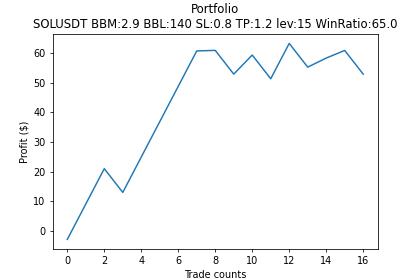 Portfolio
SOLUSDT BBM:2.9 BBL:140 SL:0.8 TP:1.2 lev:15 WinRatio:65.0
Profit ($)
60
50
40
30
20
10
0
0 2 4 6 8 10 12 14 16
Trade counts